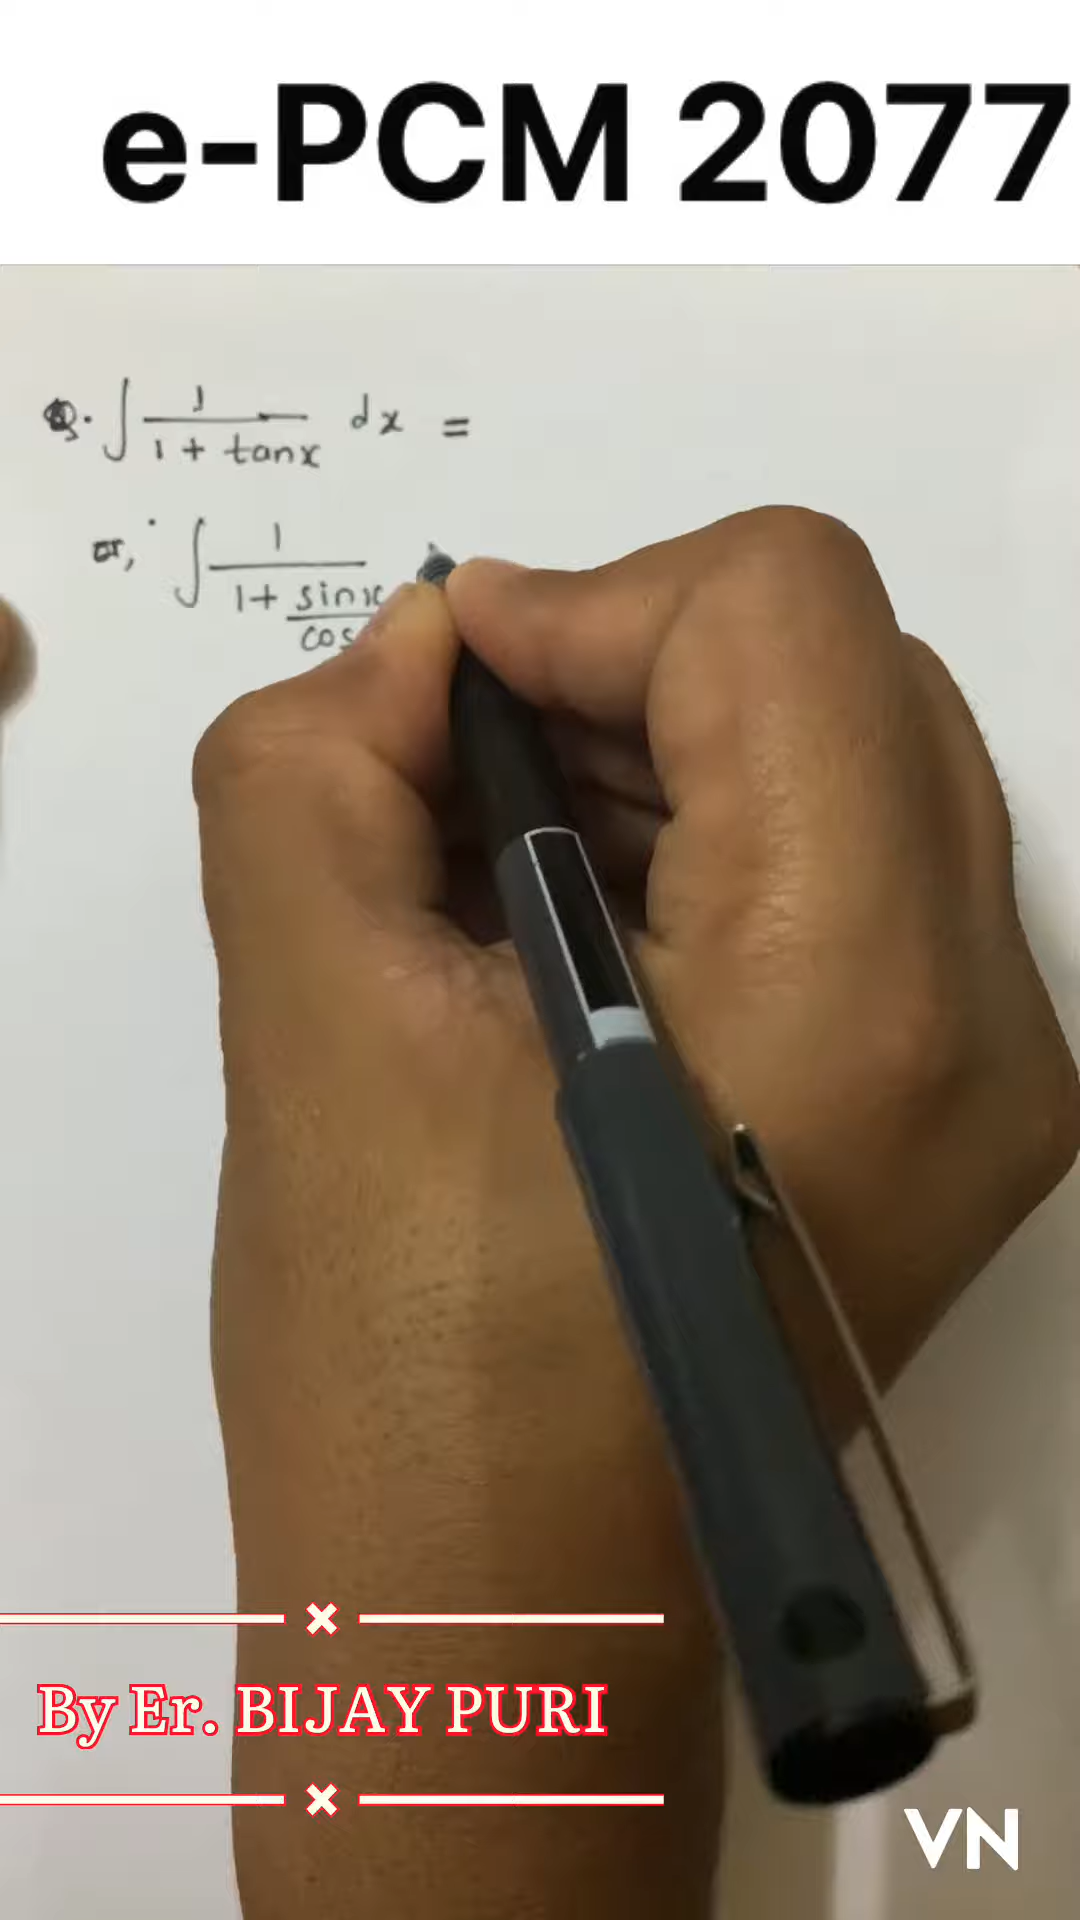 e-PCM 2077
Q. ∫ 1/(1 + tanx) dx =
or, ∫ 1/(1 + sinx/cos
By Er. BIJAY PURI
VN